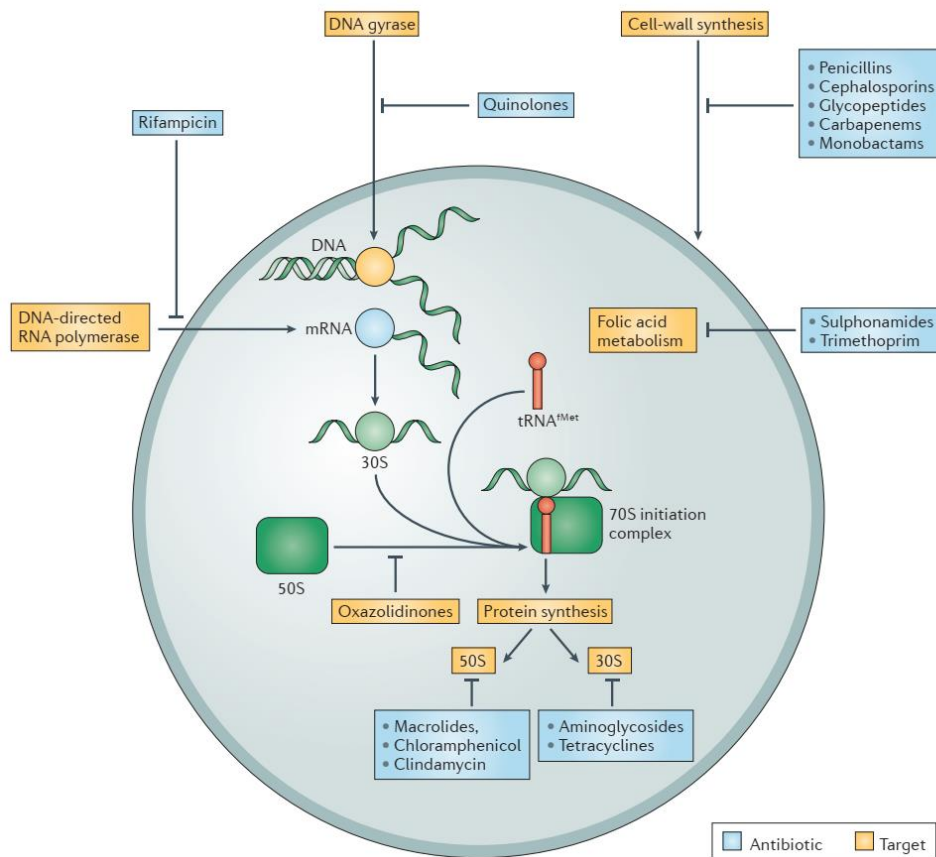 DNA gyrase
Cell-wall synthesis
• Penicillins
• Cephalosporins
• Glycopeptides
• Carbapenems
• Monobactams
Quinolones
Rifampicin
DNA
DNA-directed
RNA polymerase
mRNA
Folic acid
metabolism
• Sulphonamides
• Trimethoprim
tRNAfMet
30S
70S initiation
complex
50S
Oxazolidinones
Protein synthesis
50S
30S
• Macrolides,
• Chloramphenicol
• Clindamycin
• Aminoglycosides
• Tetracyclines
Antibiotic
Target